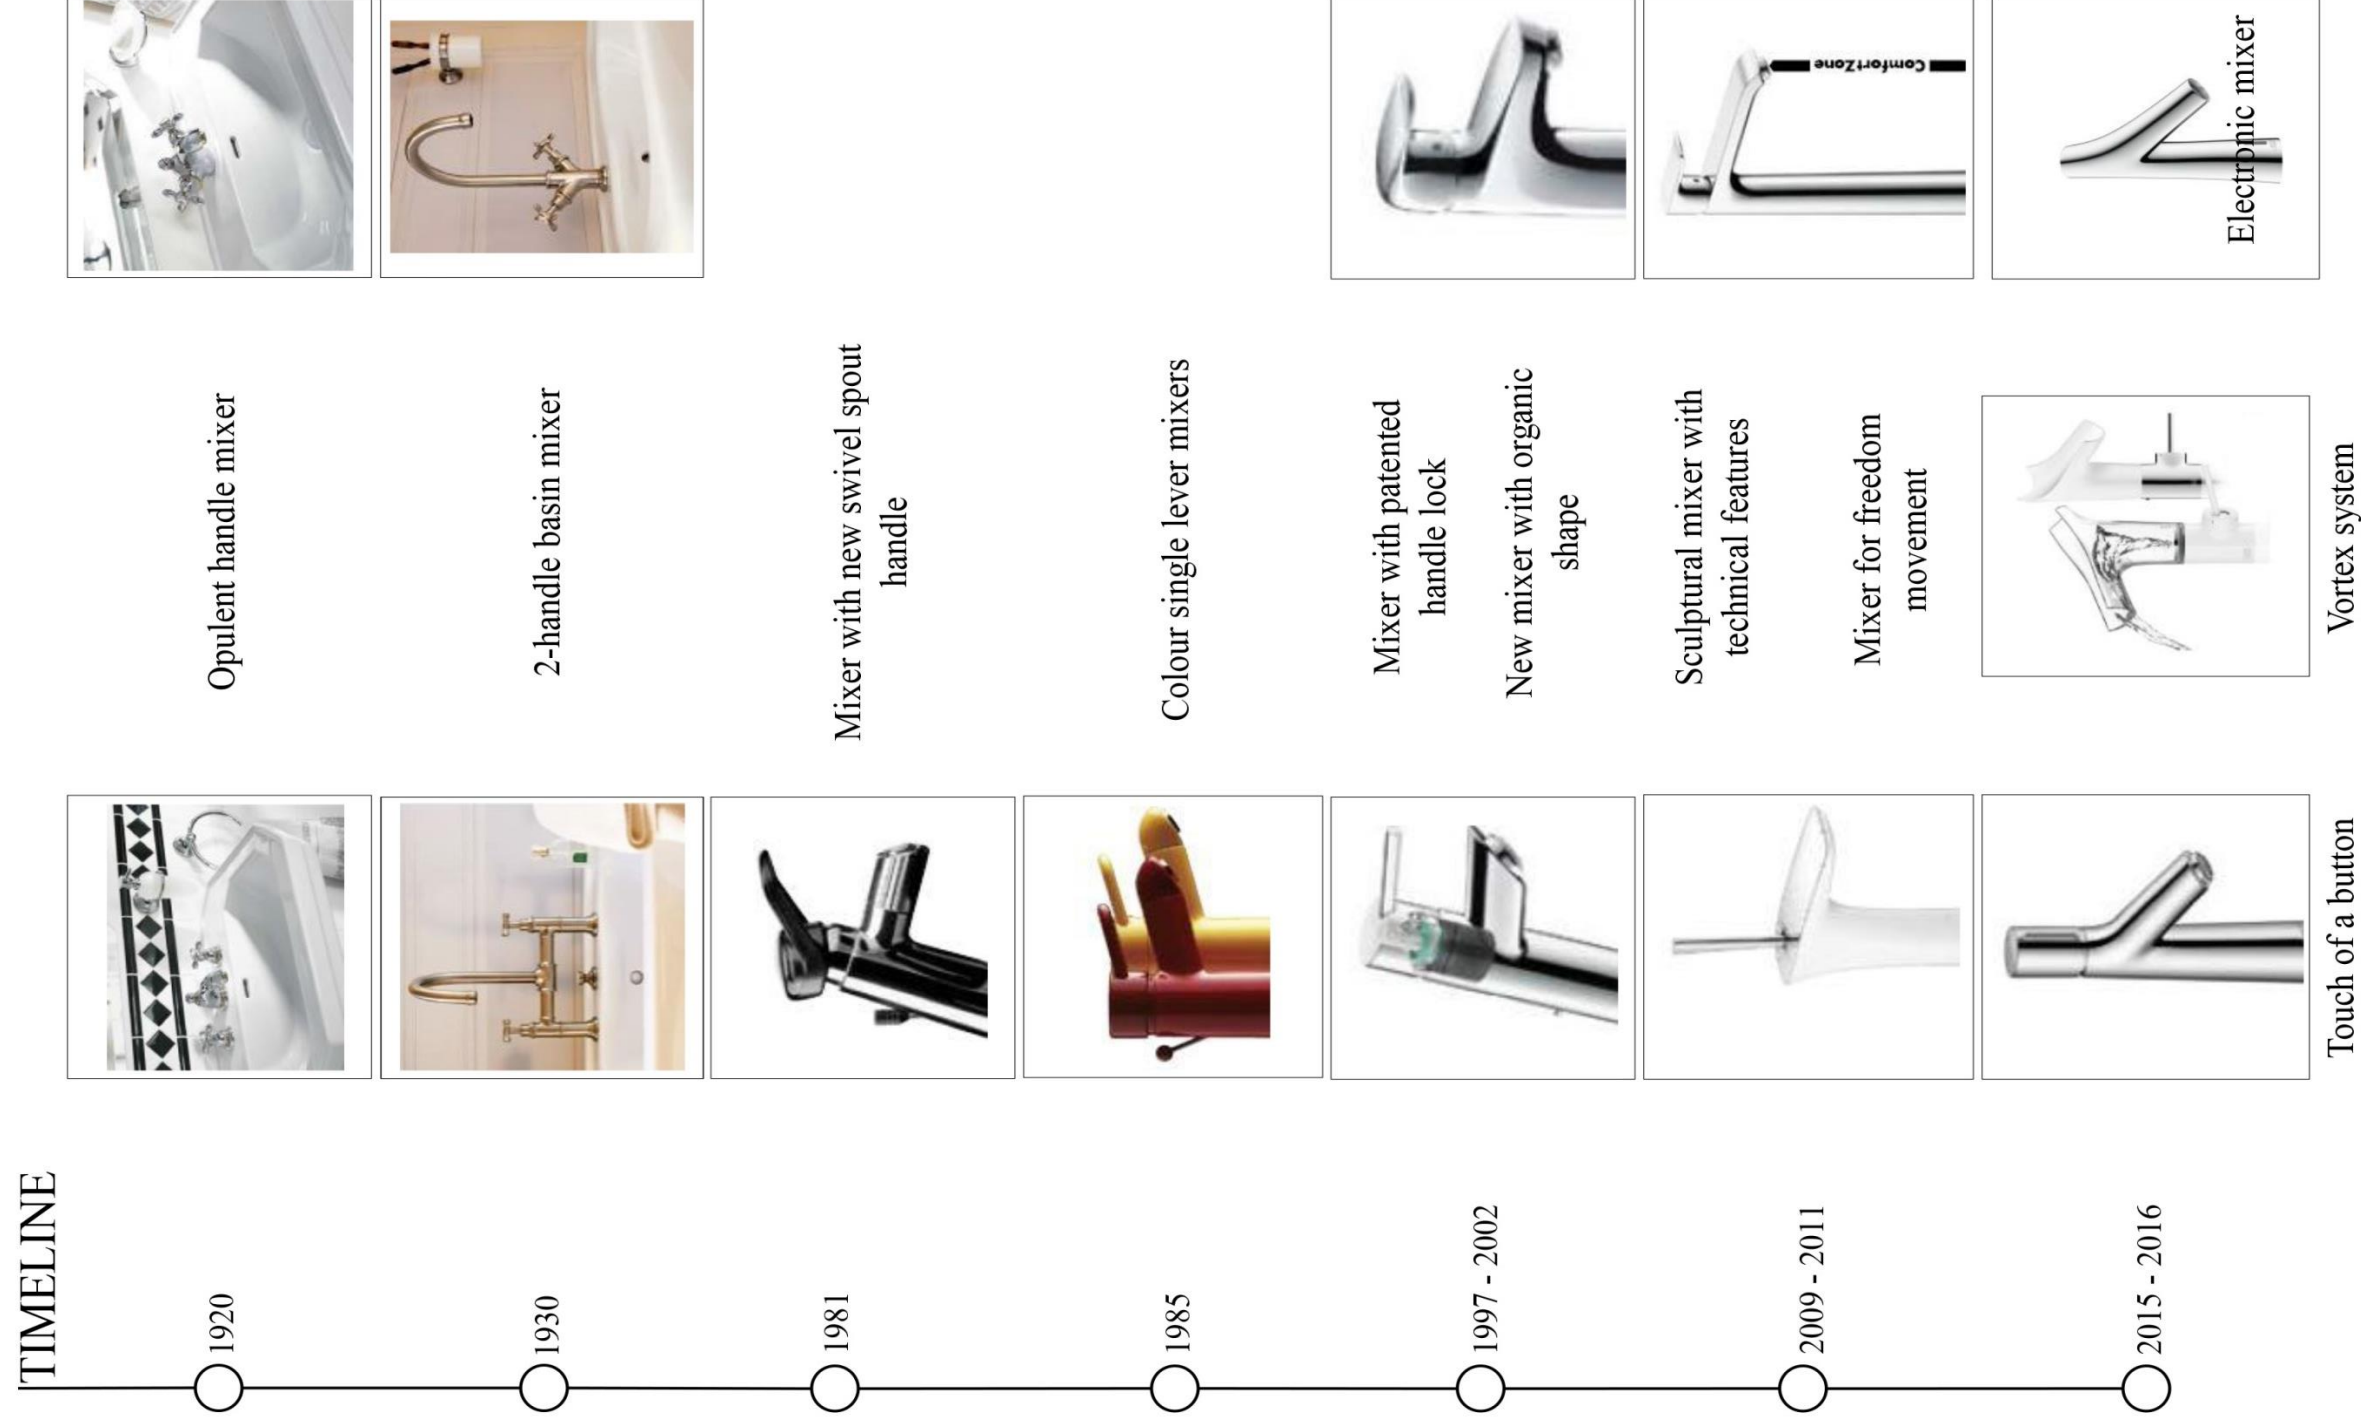 TIMELINE
1920
Opulent handle mixer
1930
2-handle basin mixer
1981
Mixer with new swivel spout
handle
1985
Colour single lever mixers
1997 - 2002
Mixer with patented
handle lock
New mixer with organic
shape
2009 - 2011
Sculptural mixer with
technical features
Mixer for freedom
movement
ComfortZone
2015 - 2016
Touch of a button
Vortex system
Electronic mixer